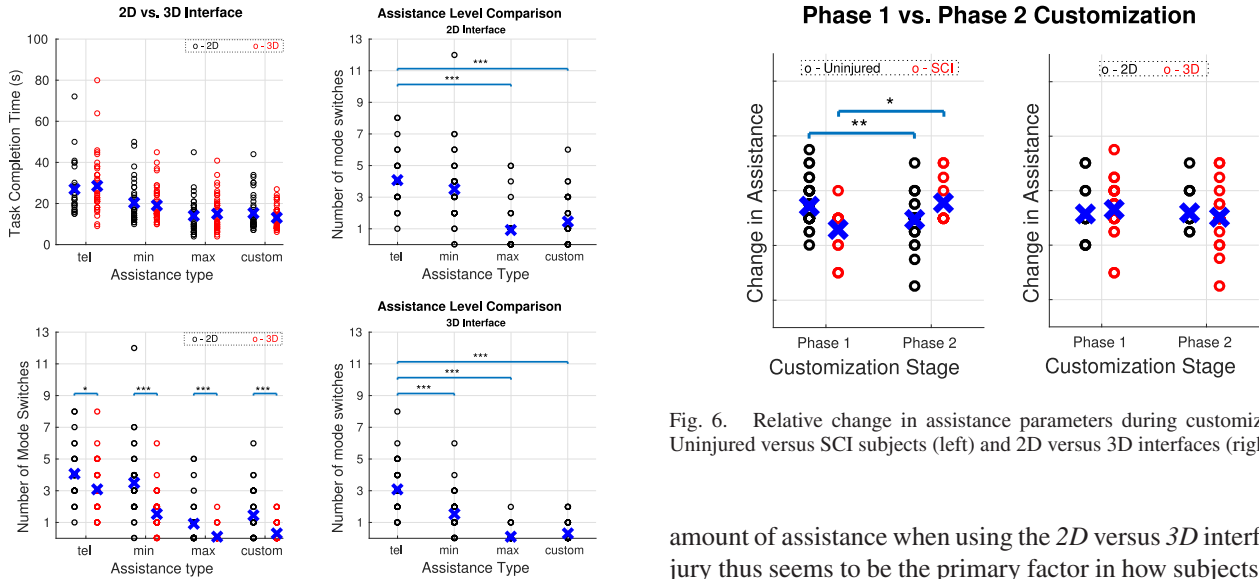 2D vs. 3D Interface
o - 2D o - 3D
Task Completion Time (s)
100
80
60
40
20
0
tel min max custom
Assistance type
Assistance Level Comparison
2D Interface
Number of mode switches
13
11
9
7
5
3
1
***
***
tel min max custom
Assistance Type
o - 2D o - 3D
Number of Mode Switches
13
11
9
7
5
3
1
* *** *** ***
tel min max custom
Assistance type
Assistance Level Comparison
3D Interface
Number of mode switches
13
11
9
7
5
3
1
***
***
***
tel min max custom
Assistance Type
Phase 1 vs. Phase 2 Customization
o - Uninjured o - SCI
Change in Assistance
*
**
Phase 1 Phase 2
Customization Stage
o - 2D o - 3D
Change in Assistance
Phase 1 Phase 2
Customization Stage
Fig. 6. Relative change in assistance parameters during customiz
Uninjured versus SCI subjects (left) and 2D versus 3D interfaces (righ
amount of assistance when using the 2D versus 3D interf
jury thus seems to be the primary factor in how subjects